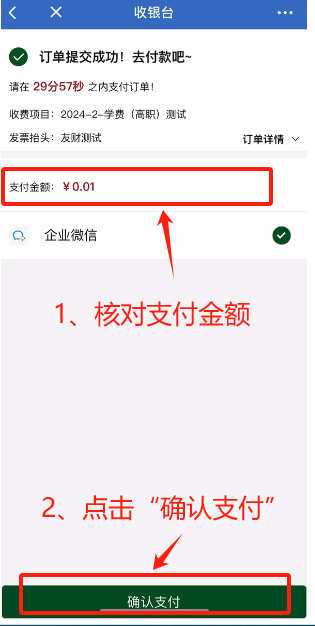 收银台
订单提交成功！去付款吧~
请在 29分57秒 之内支付订单！
收费项目：2024-2-学费（高职）测试
发票抬头：友财测试 订单详情
支付金额：￥0.01
企业微信
1、核对支付金额
2、点击“确认支付”
确认支付